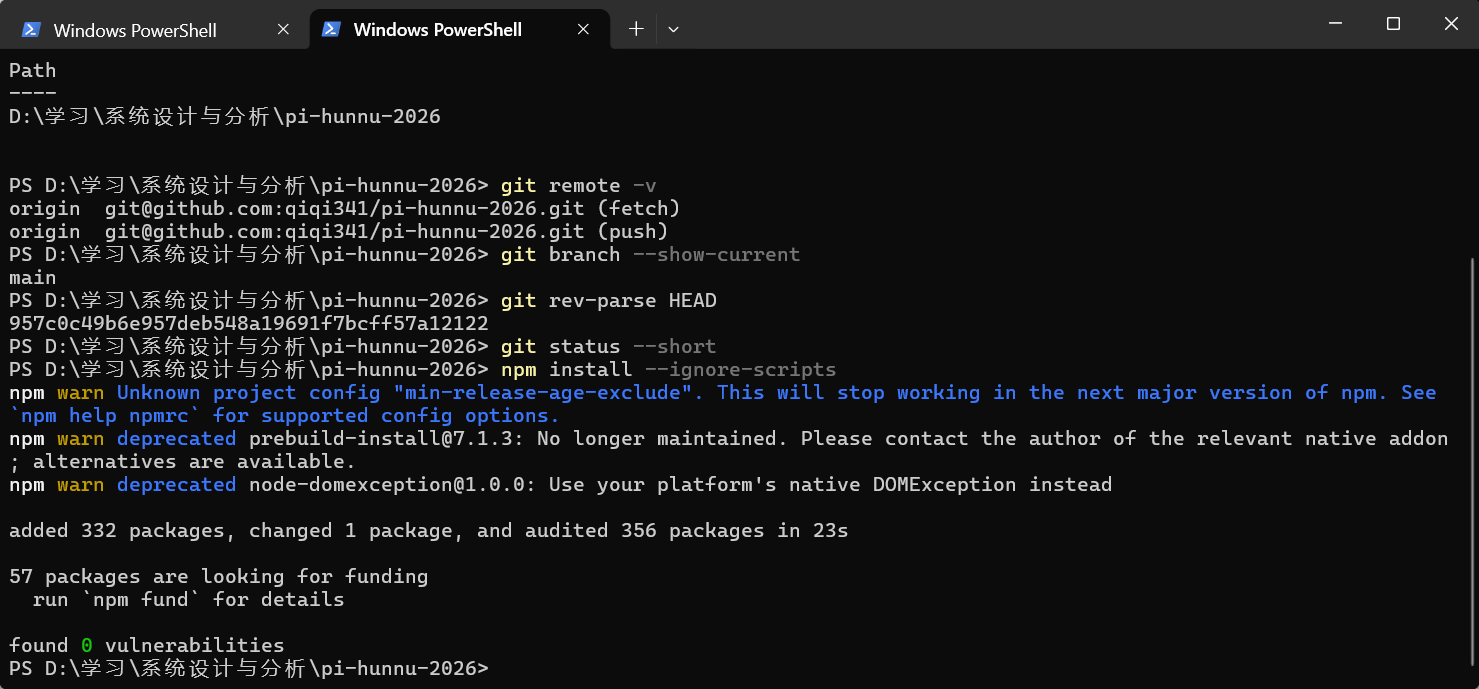 Windows PowerShell
Windows PowerShell
Path
----
D:\学习\系统设计与分析\pi-hunnu-2026
PS D:\学习\系统设计与分析\pi-hunnu-2026> git remote -v
origin  git@github.com:qiqi341/pi-hunnu-2026.git (fetch)
origin  git@github.com:qiqi341/pi-hunnu-2026.git (push)
PS D:\学习\系统设计与分析\pi-hunnu-2026> git branch --show-current
main
PS D:\学习\系统设计与分析\pi-hunnu-2026> git rev-parse HEAD
957c0c49b6e957deb548a19691f7bcff57a12122
PS D:\学习\系统设计与分析\pi-hunnu-2026> git status --short
PS D:\学习\系统设计与分析\pi-hunnu-2026> npm install --ignore-scripts
npm warn Unknown project config "min-release-age-exclude". This will stop working in the next major version of npm. See
`npm help npmrc` for supported config options.
npm warn deprecated prebuild-install@7.1.3: No longer maintained. Please contact the author of the relevant native addon
; alternatives are available.
npm warn deprecated node-domexception@1.0.0: Use your platform's native DOMException instead
added 332 packages, changed 1 package, and audited 356 packages in 23s
57 packages are looking for funding
  run `npm fund` for details
found 0 vulnerabilities
PS D:\学习\系统设计与分析\pi-hunnu-2026>